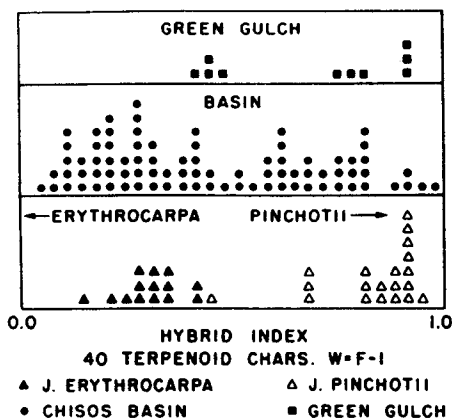 GREEN GULCH
BASIN
←ERYTHROCARPA PINCHOTII→
0.0 1.0
HYBRID INDEX
40 TERPENOID CHARS. W=F-1
▲ J. ERYTHROCARPA △ J. PINCHOTII
● CHISOS BASIN ■ GREEN GULCH